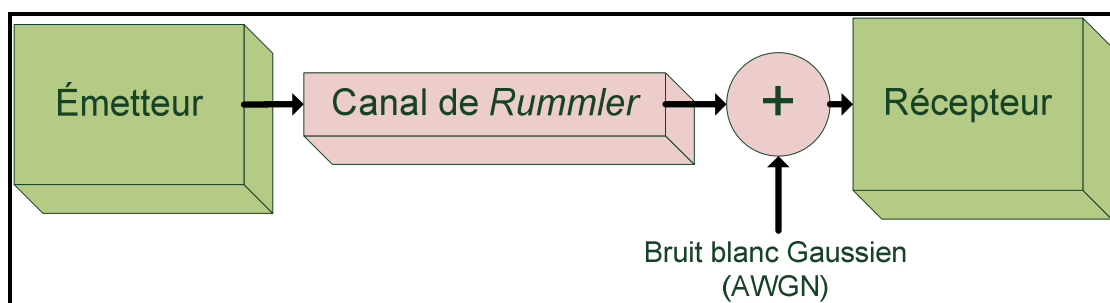 Émetteur
Canal de Rummler
+
Récepteur
Bruit blanc Gaussien
(AWGN)